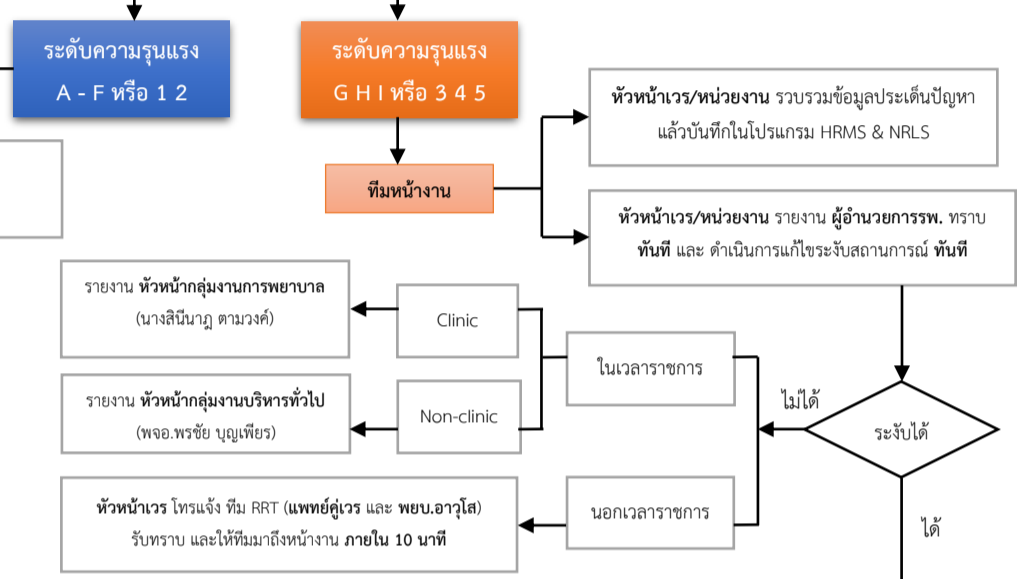 ระดับความรุนแรง
A - F หรือ 1 2
ระดับความรุนแรง
G H I หรือ 3 4 5
ทีมหน้างาน
หัวหน้าเวร/หน่วยงาน รวบรวมข้อมูลประเด็นปัญหา
แล้วบันทึกในโปรแกรม HRMS & NRLS
หัวหน้าเวร/หน่วยงาน รายงาน ผู้อำนวยการรพ. ทราบ
ทันที และ ดำเนินการแก้ไขระงับสถานการณ์ ทันที
รายงาน หัวหน้ากลุ่มงานการพยาบาล
(นางสินีนาฎ ตามวงค์)
Clinic
ในเวลาราชการ
ไม่ได้
ระงับได้
รายงาน หัวหน้ากลุ่มงานบริหารทั่วไป
(พจอ.พรชัย บุญเพียร)
Non-clinic
หัวหน้าเวร โทรแจ้ง ทีม RRT (แพทย์คู่เวร และ พยบ.อาวุโส)
รับทราบ และให้ทีมมาถึงหน้างาน ภายใน 10 นาที
นอกเวลาราชการ
ได้